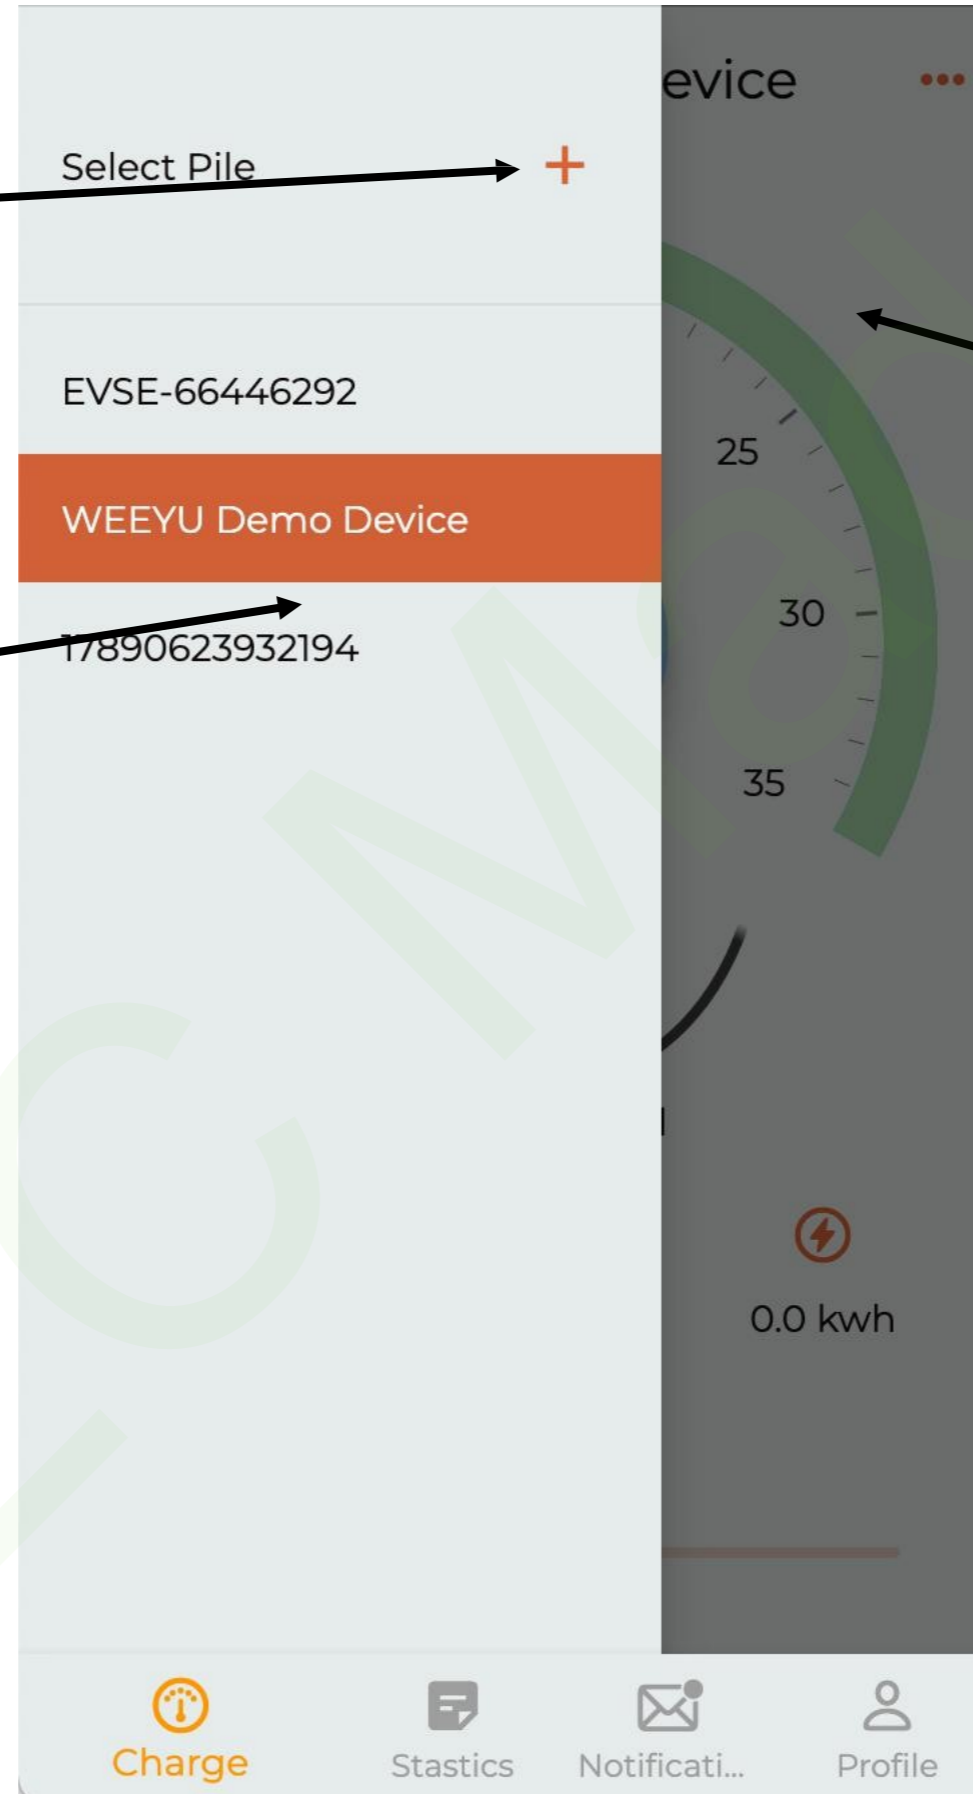 evice
Select Pile
EVSE-66446292
25
WEEYU Demo Device
30
17890623932194
35
0.0 kwh
Charge
Stastics
Notificati...
Profile